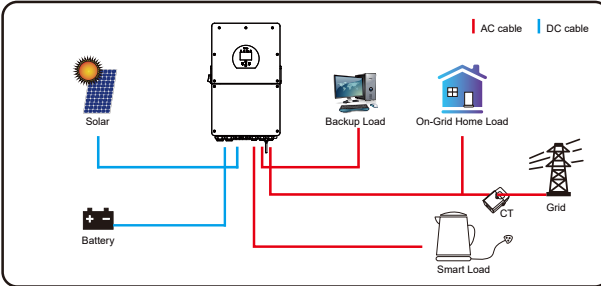 AC cable
DC cable
Solar
Backup Load
On-Grid Home Load
CT
Grid
Battery
Smart Load